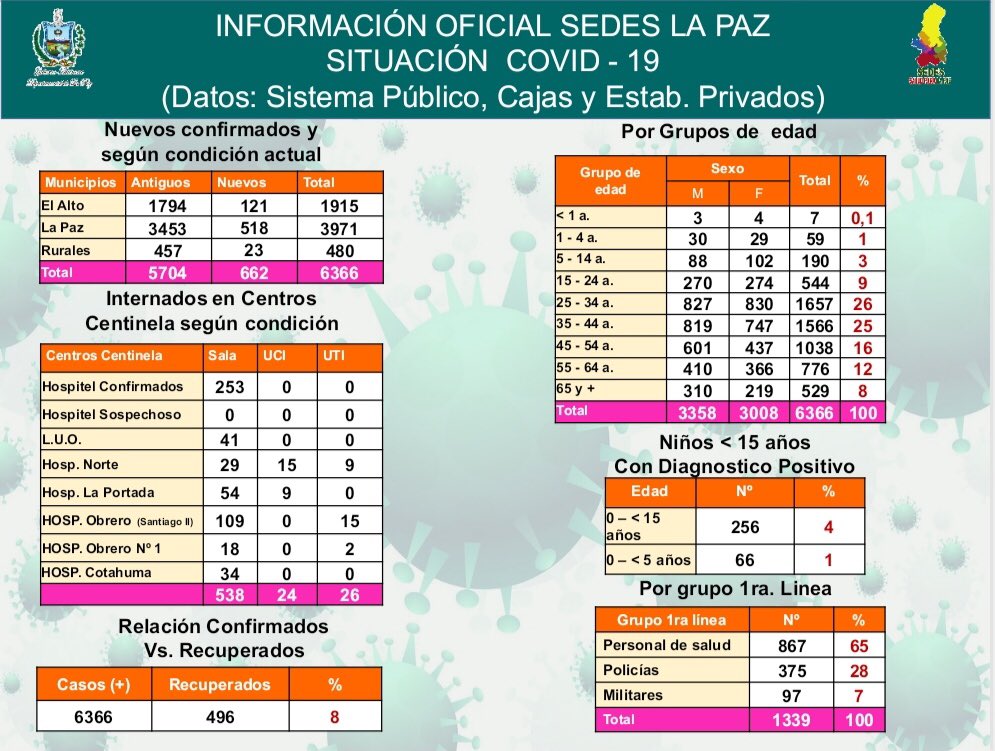 INFORMACIÓN OFICIAL SEDES LA PAZ
SITUACIÓN COVID - 19
(Datos: Sistema Público, Cajas y Estab. Privados)
SEDES
Nuevos confirmados y
según condición actual
Municipios Antiguos Nuevos Total
El Alto 1794 121 1915
La Paz 3453 518 3971
Rurales 457 23 480
Total 5704 662 6366
Internados en Centros
Centinela según condición
Centros Centinela Sala UCI UTI
Hospitel Confirmados 253 0 0
Hospitel Sospechoso 0 0 0
L.U.O. 41 0 0
Hosp. Norte 29 15 9
Hosp. La Portada 54 9 0
HOSP. Obrero (Santiago II) 109 0 15
HOSP. Obrero Nº 1 18 0 2
HOSP. Cotahuma 34 0 0
538 24 26
Relación Confirmados
Vs. Recuperados
Casos (+) Recuperados %
6366 496 8
Por Grupos de edad
Grupo de edad Sexo Total %
M F
< 1 a. 3 4 7 0,1
1 - 4 a. 30 29 59 1
5 - 14 a. 88 102 190 3
15 - 24 a. 270 274 544 9
25 - 34 a. 827 830 1657 26
35 - 44 a. 819 747 1566 25
45 - 54 a. 601 437 1038 16
55 - 64 a. 410 366 776 12
65 y + 310 219 529 8
Total 3358 3008 6366 100
Niños < 15 años
Con Diagnostico Positivo
Edad Nº %
0 – < 15 años 256 4
0 – < 5 años 66 1
Por grupo 1ra. Linea
Grupo 1ra línea Nº %
Personal de salud 867 65
Policías 375 28
Militares 97 7
Total 1339 100